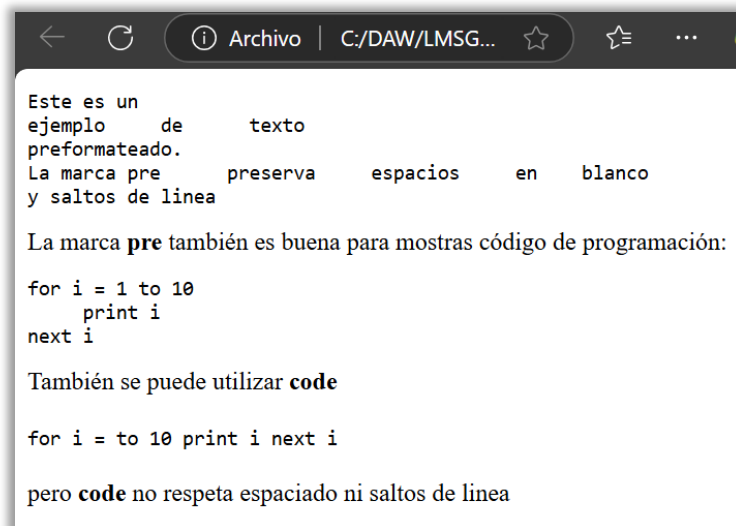 Archivo | C:/DAW/LMSG...
Este es un
ejemplo     de      texto
preformateado.
La marca pre      preserva     espacios     en    blanco
y saltos de linea
La marca pre también es buena para mostras código de programación:
for i = 1 to 10
     print i
next i
También se puede utilizar code
for i = to 10 print i next i
pero code no respeta espaciado ni saltos de linea